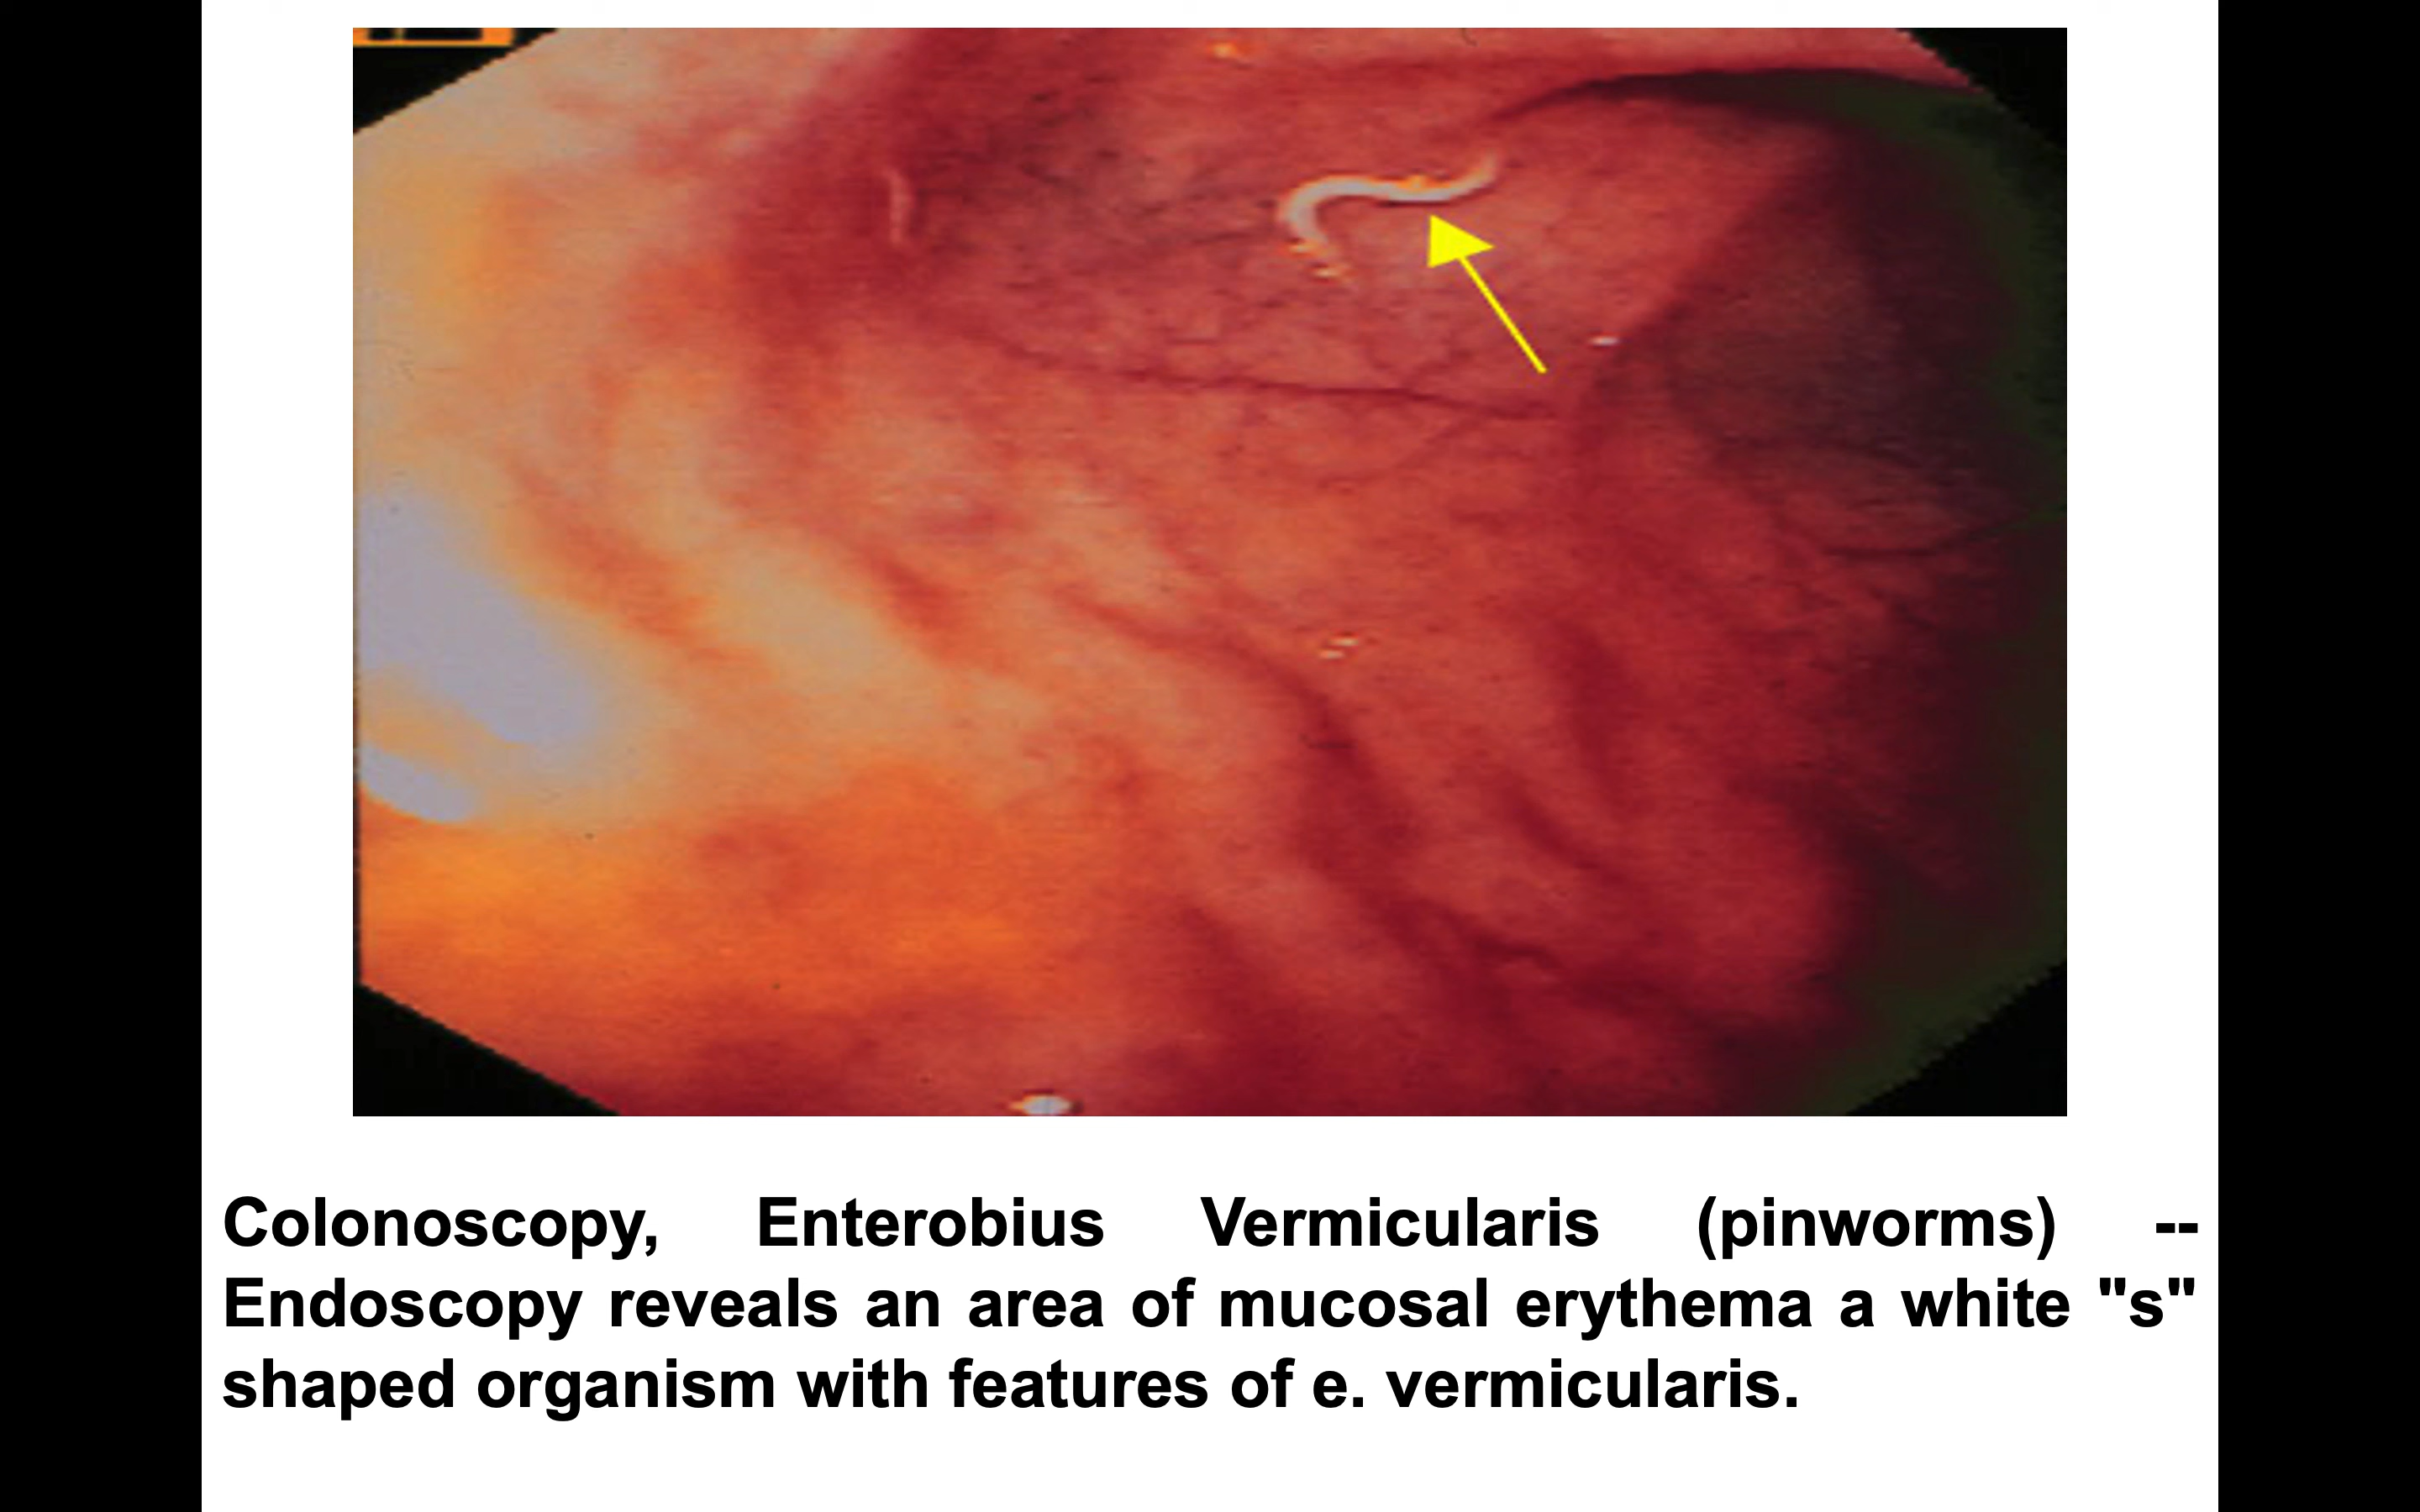 Colonoscopy, Enterobius Vermicularis (pinworms) --
Endoscopy reveals an area of mucosal erythema a white "s"
shaped organism with features of e. vermicularis.